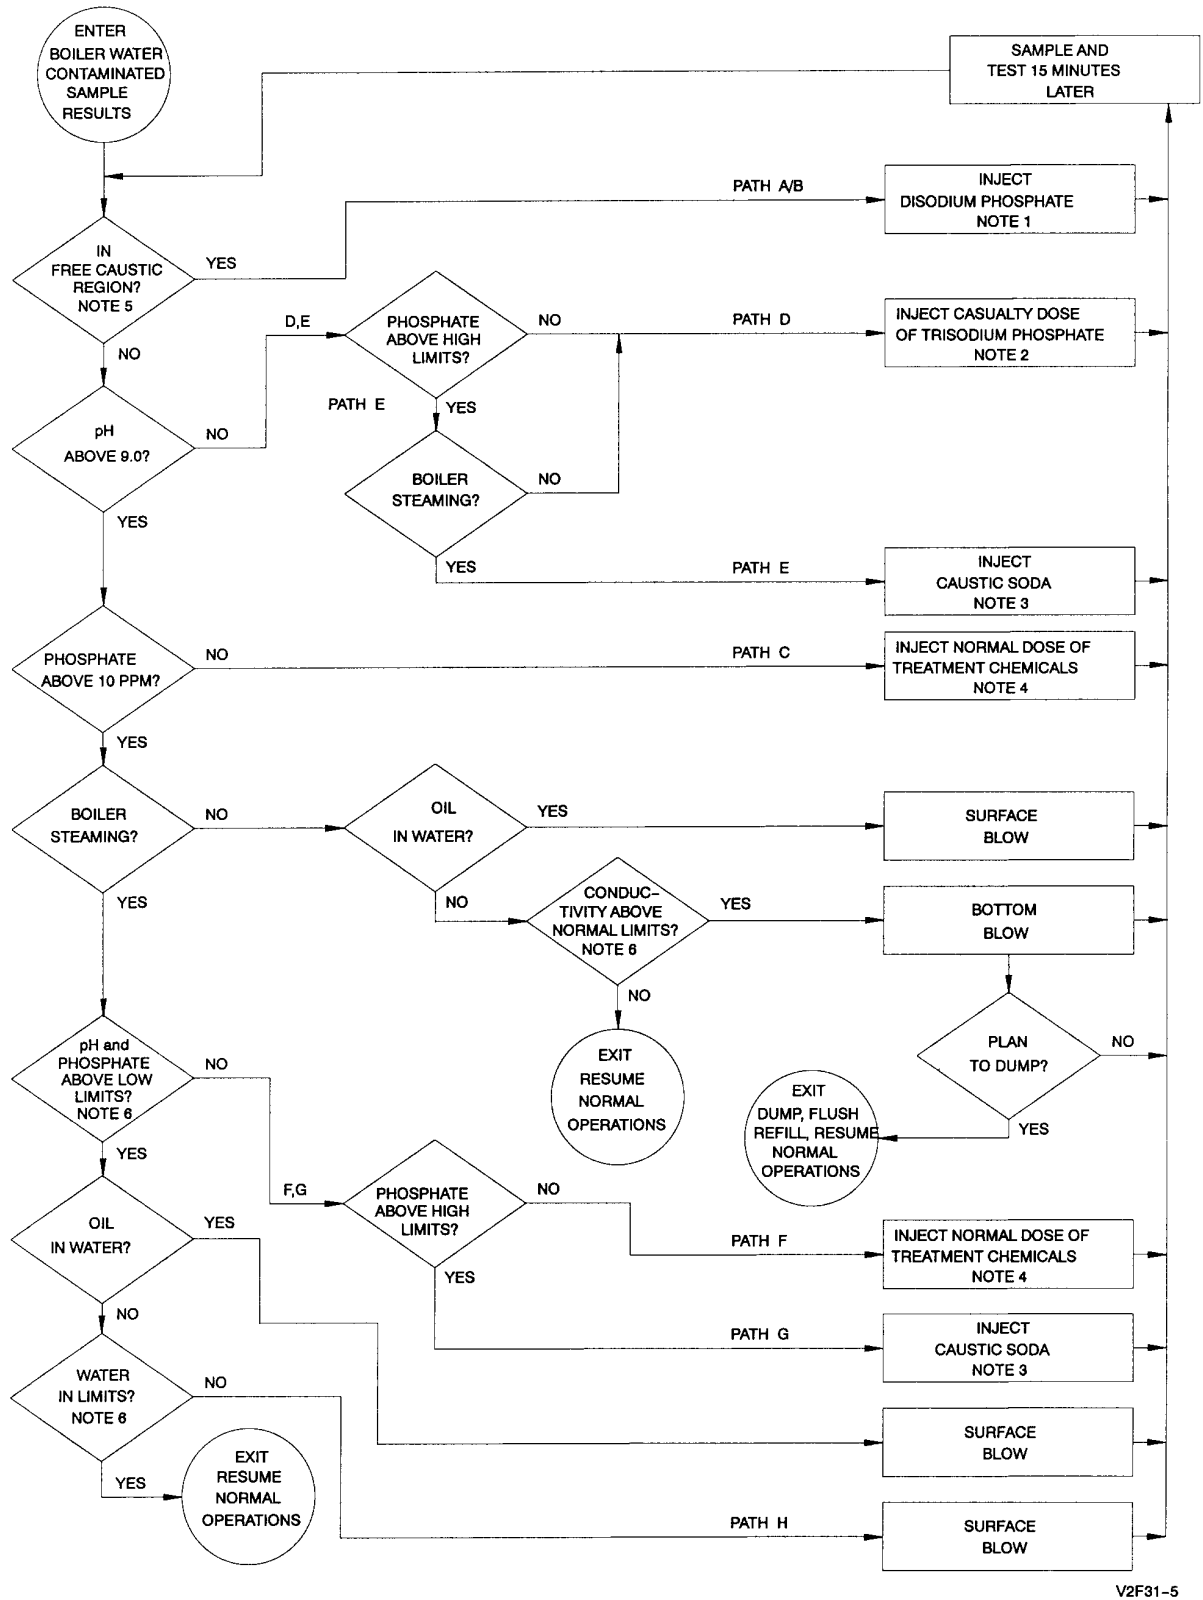 ENTER
BOILER WATER
CONTAMINATED
SAMPLE
RESULTS
SAMPLE AND
TEST 15 MINUTES
LATER
PATH A/B
INJECT
DISODIUM PHOSPHATE
NOTE 1
IN
FREE CAUSTIC
REGION?
NOTE 5
YES
NO
D,E
PHOSPHATE
ABOVE HIGH
LIMITS?
NO
PATH D
INJECT CASUALTY DOSE
OF TRISODIUM PHOSPHATE
NOTE 2
PATH E
YES
pH
ABOVE 9.0?
NO
YES
BOILER
STEAMING?
NO
YES
PATH E
INJECT
CAUSTIC SODA
NOTE 3
PHOSPHATE
ABOVE 10 PPM?
NO
PATH C
INJECT NORMAL DOSE OF
TREATMENT CHEMICALS
NOTE 4
YES
BOILER
STEAMING?
NO
OIL
IN WATER?
YES
SURFACE
BLOW
YES
NO
CONDUC-
TIVITY ABOVE
NORMAL LIMITS?
NOTE 6
YES
BOTTOM
BLOW
NO
EXIT
RESUME
NORMAL
OPERATIONS
PLAN
TO DUMP?
NO
YES
EXIT
DUMP, FLUSH
REFILL, RESUME
NORMAL
OPERATIONS
pH and
PHOSPHATE
ABOVE LOW
LIMITS?
NOTE 6
NO
YES
F,G
PHOSPHATE
ABOVE HIGH
LIMITS?
NO
PATH F
INJECT NORMAL DOSE OF
TREATMENT CHEMICALS
NOTE 4
YES
PATH G
INJECT
CAUSTIC SODA
NOTE 3
OIL
IN WATER?
YES
NO
SURFACE
BLOW
WATER
IN LIMITS?
NOTE 6
NO
YES
EXIT
RESUME
NORMAL
OPERATIONS
PATH H
SURFACE
BLOW
V2F31-5